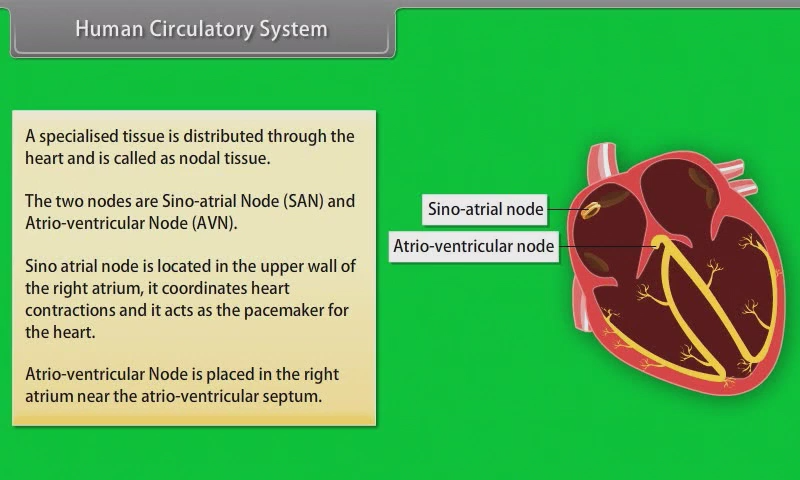 Human Circulatory System
A specialised tissue is distributed through the
heart and is called as nodal tissue.
The two nodes are Sino-atrial Node (SAN) and
Atrio-ventricular Node (AVN).
Sino atrial node is located in the upper wall of
the right atrium, it coordinates heart
contractions and it acts as the pacemaker for
the heart.
Atrio-ventricular Node is placed in the right
atrium near the atrio-ventricular septum.
Sino-atrial node
Atrio-ventricular node